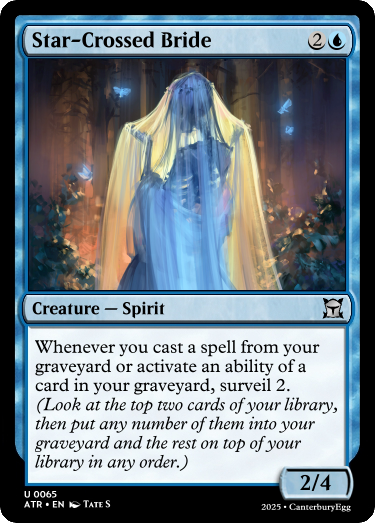 Star-Crossed Bride 2
Creature — Spirit
Whenever you cast a spell from your
graveyard or activate an ability of a
card in your graveyard, surveil 2.
(Look at the top two cards of your library,
then put any number of them into your
graveyard and the rest on top of your
library in any order.)
2/4
U 0065
ATR • EN Tate S
2025 • CanterburyEgg